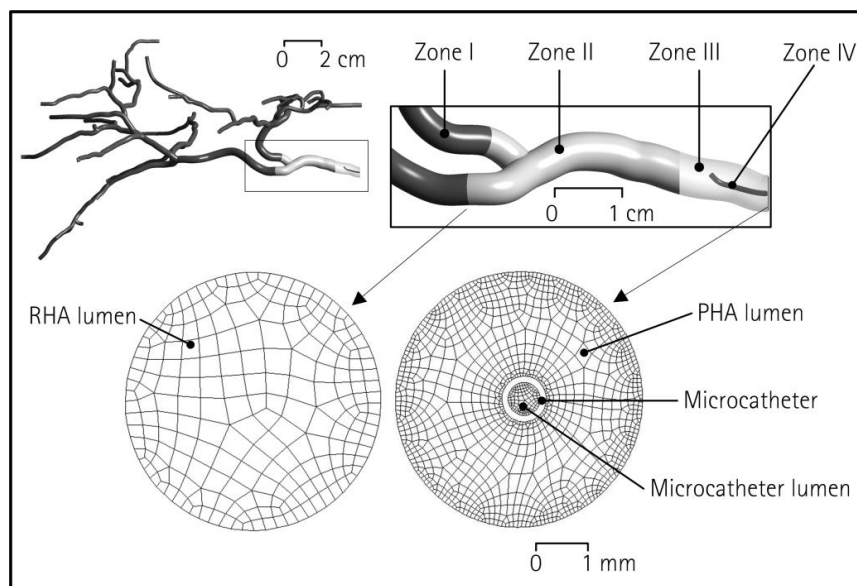 0 2 cm
Zone I Zone II Zone III Zone IV
0 1 cm
RHA lumen
PHA lumen
Microcatheter
Microcatheter lumen
0 1 mm